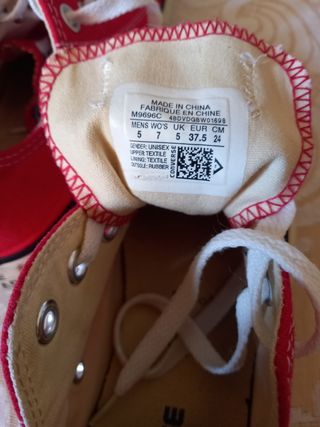 MADE IN CHINA
FABRIQUE EN CHINE
M9696C 48DVDGBW01698
MENS WO'S UK EUR CM
5 7 5 37.5 24
GENDER: UNISEX
UPPER: TEXTILE
LINING: TEXTILE
OUTSOLE: RUBBER
CONVERSE